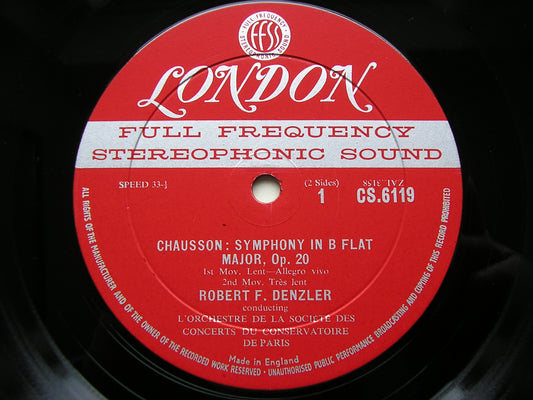 FULL FREQUENCY
FFSS
STEREOPHONIC SOUND
LONDON
FULL FREQUENCY
STEREOPHONIC SOUND
SPEED 33⅓
(2 Sides)
1
CS.6119
CHAUSSON: SYMPHONY IN B FLAT
MAJOR, Op. 20
1st Mov. Lent—Allegro vivo
2nd Mov. Très lent
ROBERT F. DENZLER
conducting
L'ORCHESTRE DE LA SOCIETE DES
CONCERTS DU CONSERVATOIRE
DE PARIS
Made in England
ALL RIGHTS OF THE MANUFACTURER AND OF THE OWNER OF THE RECORDED WORK RESERVED · UNAUTHORISED PUBLIC PERFORMANCE BROADCASTING AND COPYING OF THIS RECORD PROHIBITED